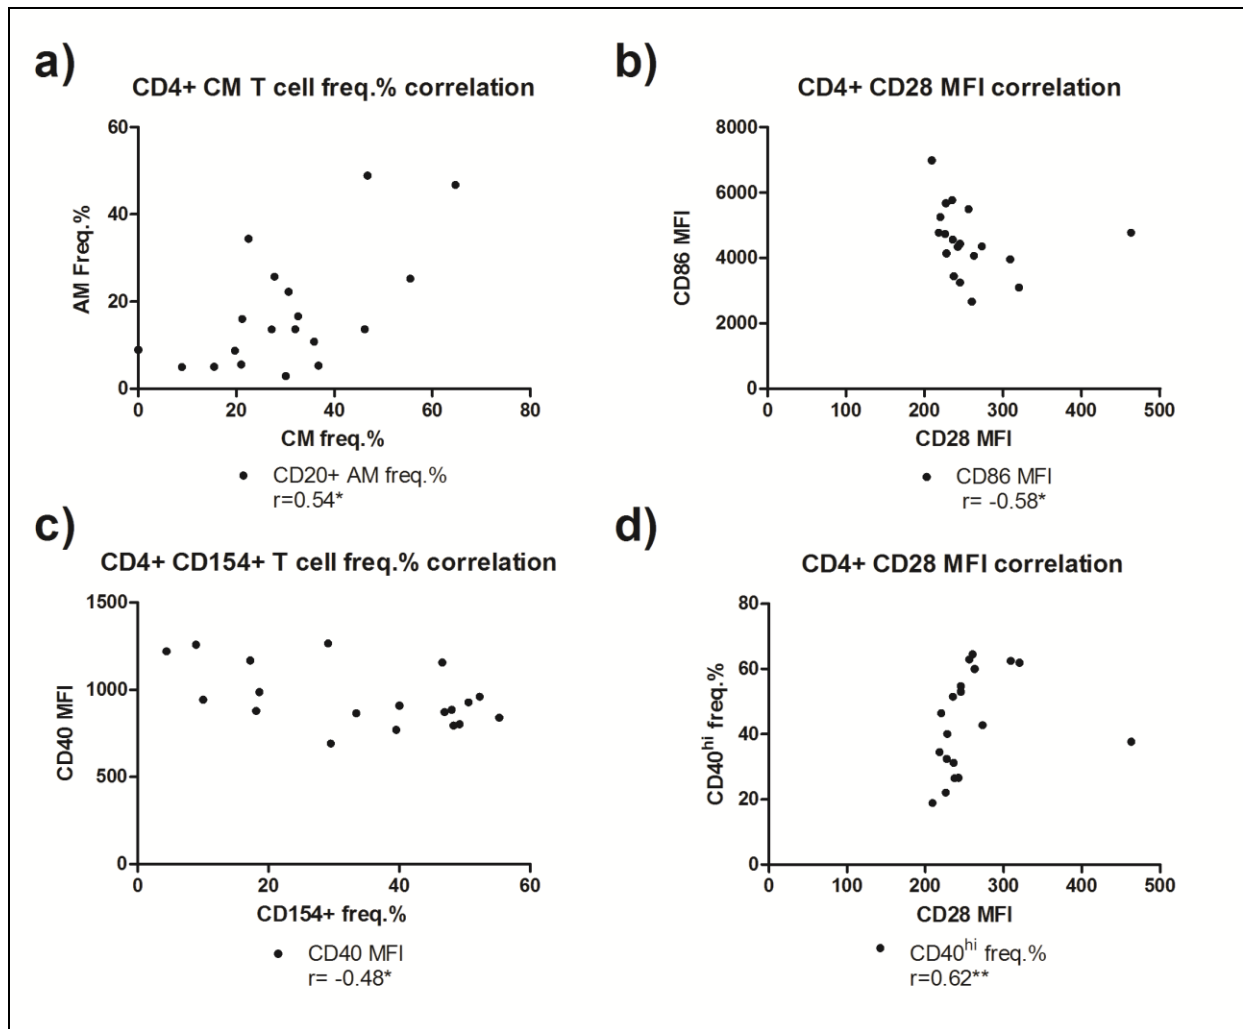 a)
CD4+ CM T cell freq.% correlation
60
40
20
0
AM Freq.%
0 20 40 60 80
CM freq.%
CD20+ AM freq.%
r=0.54*
b)
CD4+ CD28 MFI correlation
8000
6000
4000
2000
0
CD86 MFI
0 100 200 300 400 500
CD28 MFI
CD86 MFI
r= -0.58*
c)
CD4+ CD154+ T cell freq.% correlation
1500
1000
500
0
CD40 MFI
0 20 40 60
CD154+ freq.%
CD40 MFI
r= -0.48*
d)
CD4+ CD28 MFI correlation
80
60
40
20
0
CD40hi freq.%
0 100 200 300 400 500
CD28 MFI
CD40hi freq.%
r=0.62**